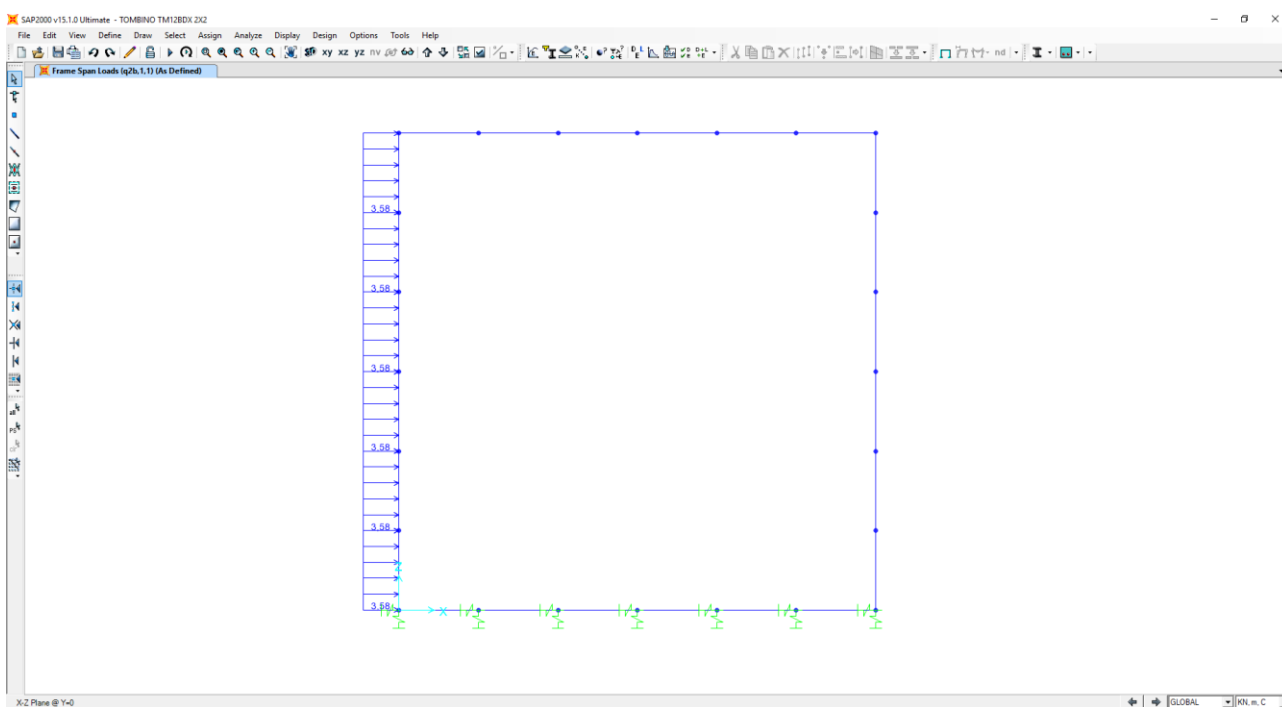 SAP2000 v15.1.0 Ultimate - TOMBINO TM12BDX 2X2
File Edit View Define Draw Select Assign Analyze Display Design Options Tools Help
xy xz yz nv nd
Frame Span Loads (q2b,1,1) (As Defined)
3,58
3,58
3,58
3,58
3,58
3,58
Z
X
X-Z Plane @ Y=0 GLOBAL KN, m, C